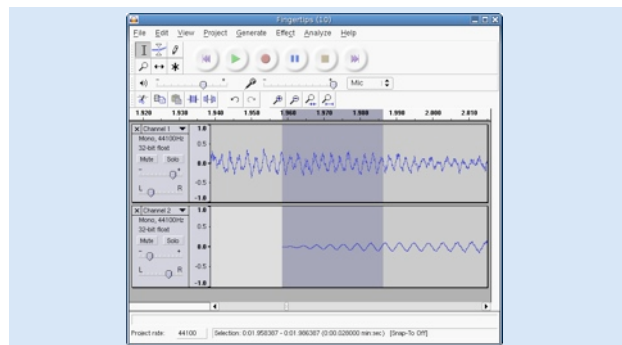 Fingertips (10)
File Edit View Project Generate Effect Analyze Help
Mic
1.920 1.930 1.940 1.950 1.960 1.970 1.980 1.990 2.000 2.010
Channel 1
Mono, 44100Hz
32-bit float
Mute Solo
- +
L R
1.0
0.5
0.0
-0.5
-1.0
Channel 2
Mono, 44100Hz
32-bit float
Mute Solo
- +
L R
1.0
0.5
0.0
-0.5
-1.0
Project rate: 44100 Selection: 0:01.958387 - 0:01.986387 (0:00.028000 min:sec) [Snap-To Off]